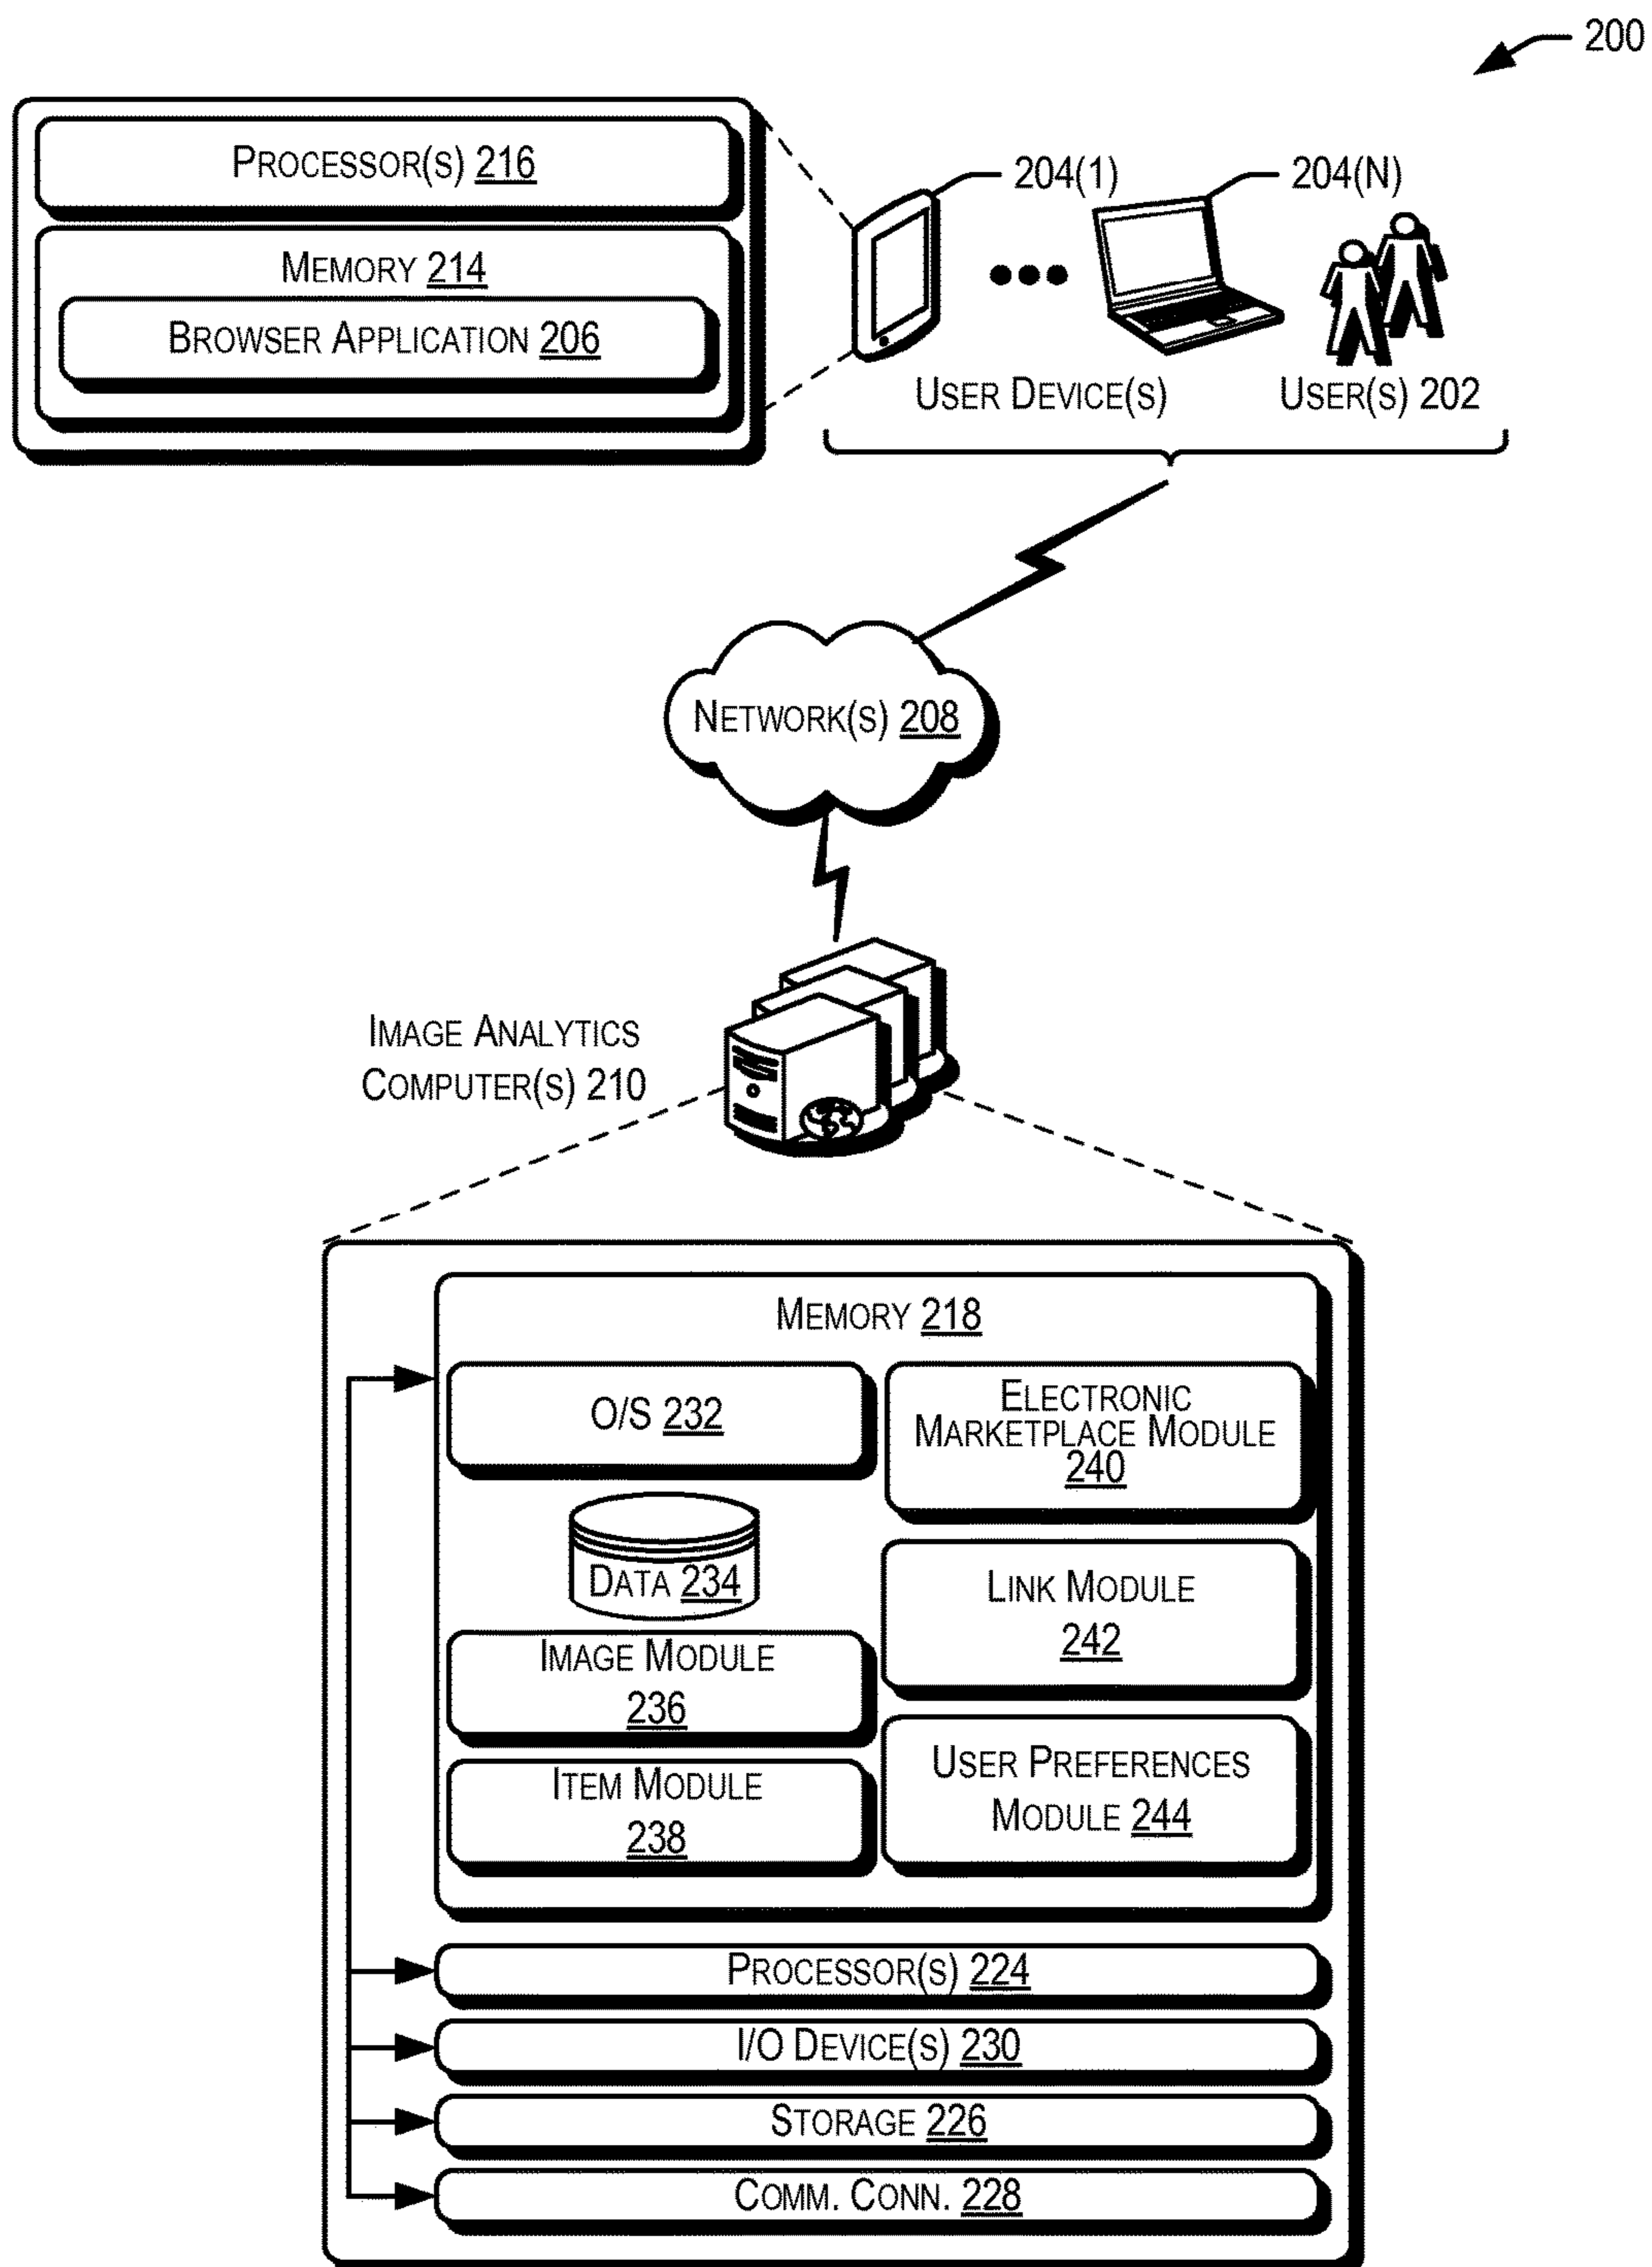 200
PROCESSOR(S) 216
204(1)
204(N)
MEMORY 214
BROWSER APPLICATION 206
USER DEVICE(S)
USER(S) 202
NETWORK(S) 208
IMAGE ANALYTICS
COMPUTER(S) 210
MEMORY 218
O/S 232
ELECTRONIC
MARKETPLACE MODULE
240
DATA 234
LINK MODULE
242
IMAGE MODULE
236
ITEM MODULE
238
USER PREFERENCES
MODULE 244
PROCESSOR(S) 224
I/O DEVICE(S) 230
STORAGE 226
COMM. CONN. 228